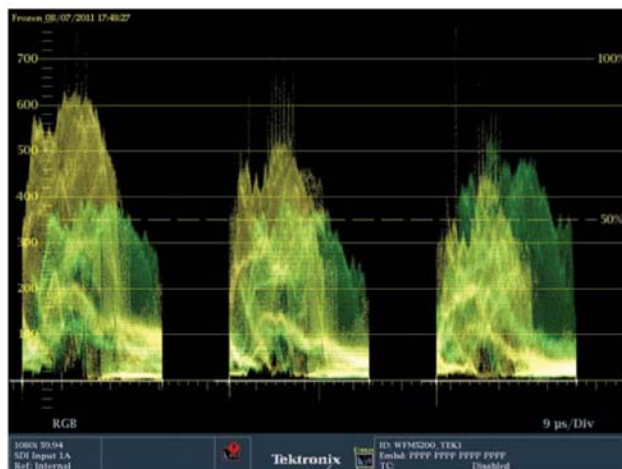 Frozen 08/07/2011 17:48:27
700
100%
600
500
400
50%
300
200
100
RGB
9 µs/Div
1080i 59.94
SDI Input 1A
Ref: Internal
Tektronix
ID: WFM5200_TEK1
Embd: PPPP PPPP PPPP PPPP
TC: Disabled